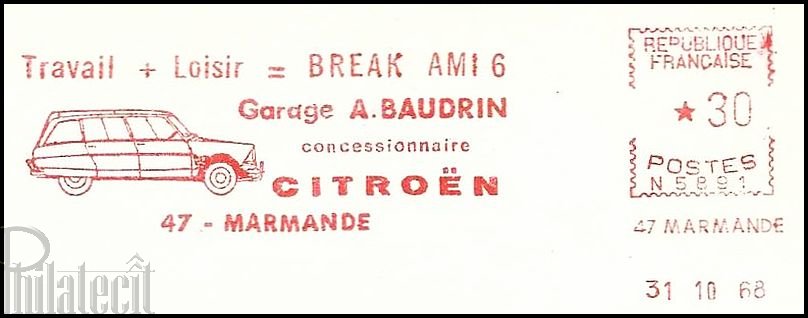 Travail + Loisir = BREAK AMI 6
Garage A. BAUDRIN
concessionnaire
CITROËN
47 - MARMANDE
REPUBLIQUE
FRANÇAISE
★ 30
POSTES
N 5891
47 MARMANDE
31 10 68
Philatecit